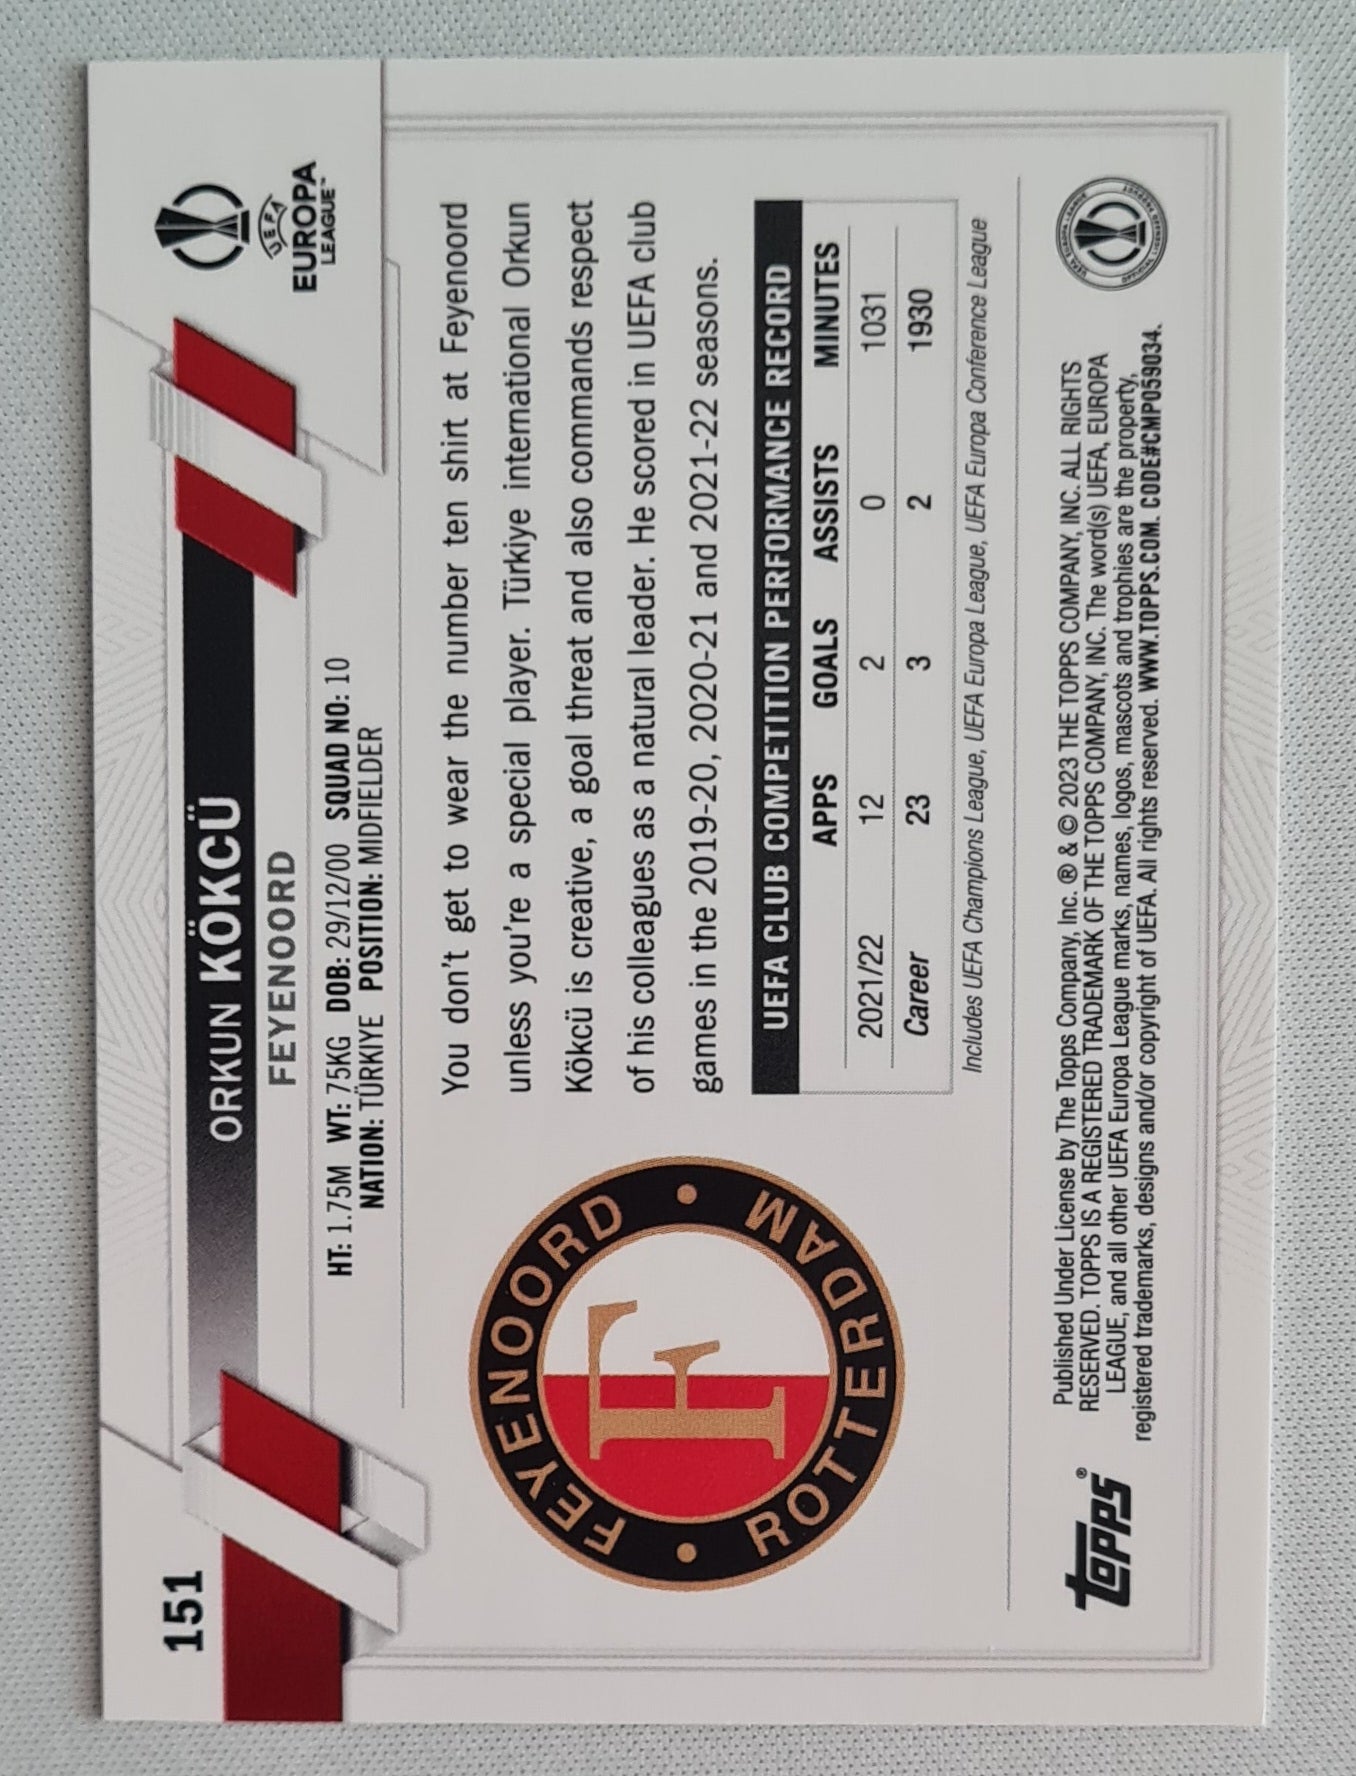 151
ORKUN KÖKCÜ
FEYENOORD
HT: 1.75M WT: 75KG DOB: 29/12/00 SQUAD NO: 10
NATION: TÜRKIYE POSITION: MIDFIELDER
UEFA
EUROPA
LEAGUE™
FEYENOORD
ROTTERDAM
F
You don't get to wear the number ten shirt at Feyenoord
unless you're a special player. Türkiye international Orkun
Kökcü is creative, a goal threat and also commands respect
of his colleagues as a natural leader. He scored in UEFA club
games in the 2019-20, 2020-21 and 2021-22 seasons.
UEFA CLUB COMPETITION PERFORMANCE RECORD
APPS GOALS ASSISTS MINUTES
2021/22 12 2 0 1031
Career 23 3 2 1930
Includes UEFA Champions League, UEFA Europa League, UEFA Europa Conference League
Topps®
Published Under License by The Topps Company, Inc. ® & © 2023 THE TOPPS COMPANY, INC. ALL RIGHTS
RESERVED. TOPPS IS A REGISTERED TRADEMARK OF THE TOPPS COMPANY, INC. The word(s) UEFA, EUROPA
LEAGUE, and all other UEFA Europa League marks, names, logos, mascots and trophies are the property,
registered trademarks, designs and/or copyright of UEFA. All rights reserved. WWW.TOPPS.COM. CODE#CMP059034.
UEFA EUROPA LEAGUE
OFFICIAL LICENSED PRODUCT